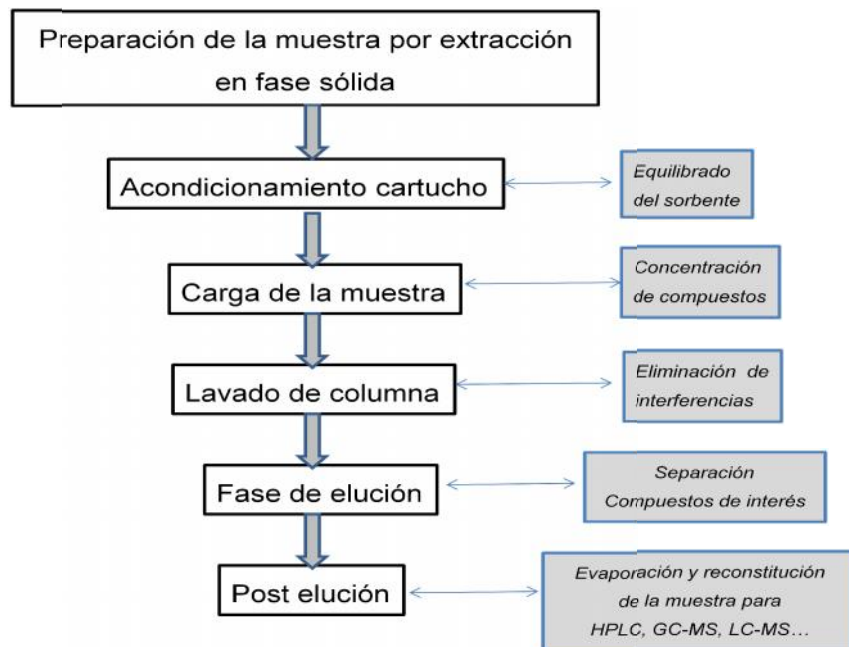 Preparación de la muestra por extracción
en fase sólida
Acondicionamiento cartucho
Equilibrado
del sorbente
Carga de la muestra
Concentración
de compuestos
Lavado de columna
Eliminación de
interferencias
Fase de elución
Separación
Compuestos de interés
Post elución
Evaporación y reconstitución
de la muestra para
HPLC, GC-MS, LC-MS…